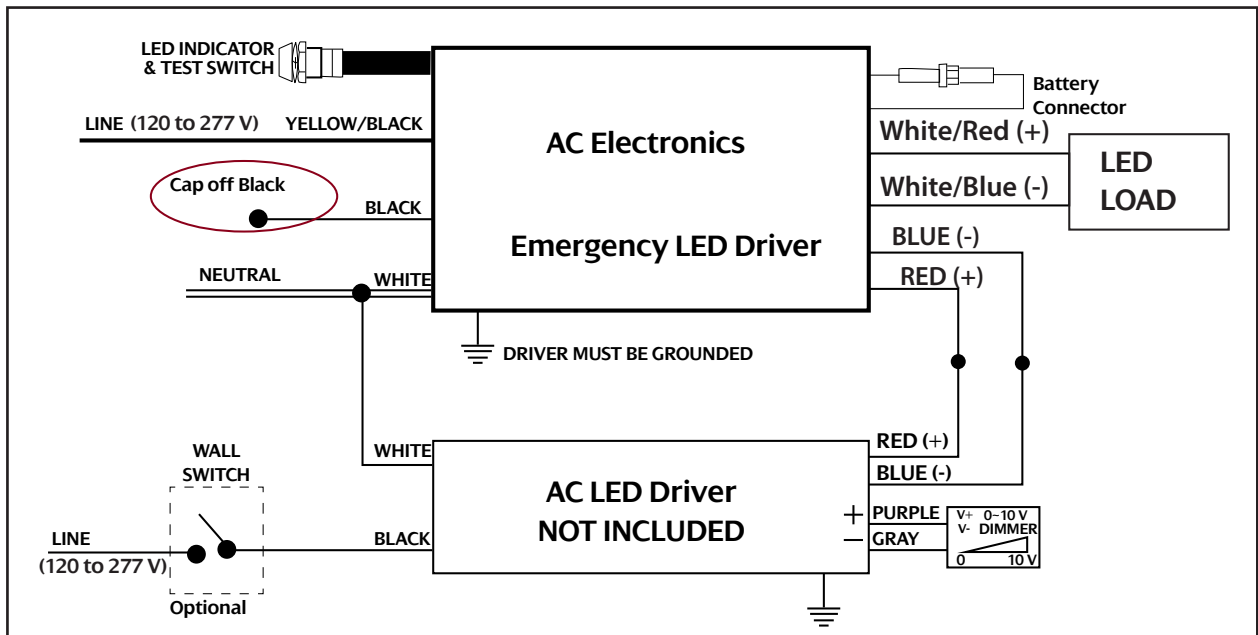 LED INDICATOR
& TEST SWITCH
LINE (120 to 277 V) YELLOW/BLACK
Cap off Black
BLACK
NEUTRAL WHITE
AC Electronics
Emergency LED Driver
Battery
Connector
White/Red (+)
White/Blue (-)
LED
LOAD
BLUE (-)
RED (+)
DRIVER MUST BE GROUNDED
WHITE
WALL
SWITCH
LINE
(120 to 277 V)
Optional
BLACK
AC LED Driver
NOT INCLUDED
RED (+)
BLUE (-)
+ PURPLE
− GRAY
V+ 0~10 V
V- DIMMER
0 10 V